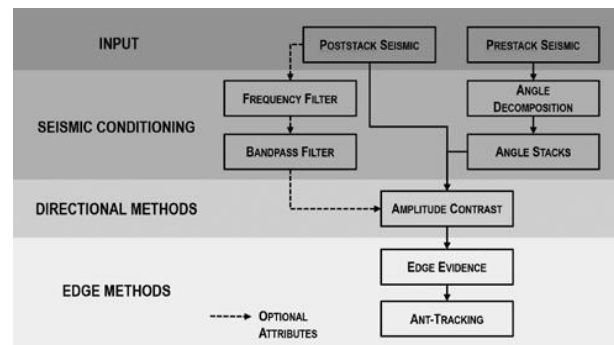 INPUT
POSTSTACK SEISMIC
PRESTACK SEISMIC
SEISMIC CONDITIONING
FREQUENCY FILTER
ANGLE
DECOMPOSITION
BANDPASS FILTER
ANGLE STACKS
DIRECTIONAL METHODS
AMPLITUDE CONTRAST
EDGE METHODS
EDGE EVIDENCE
ANT-TRACKING
OPTIONAL
ATTRIBUTES